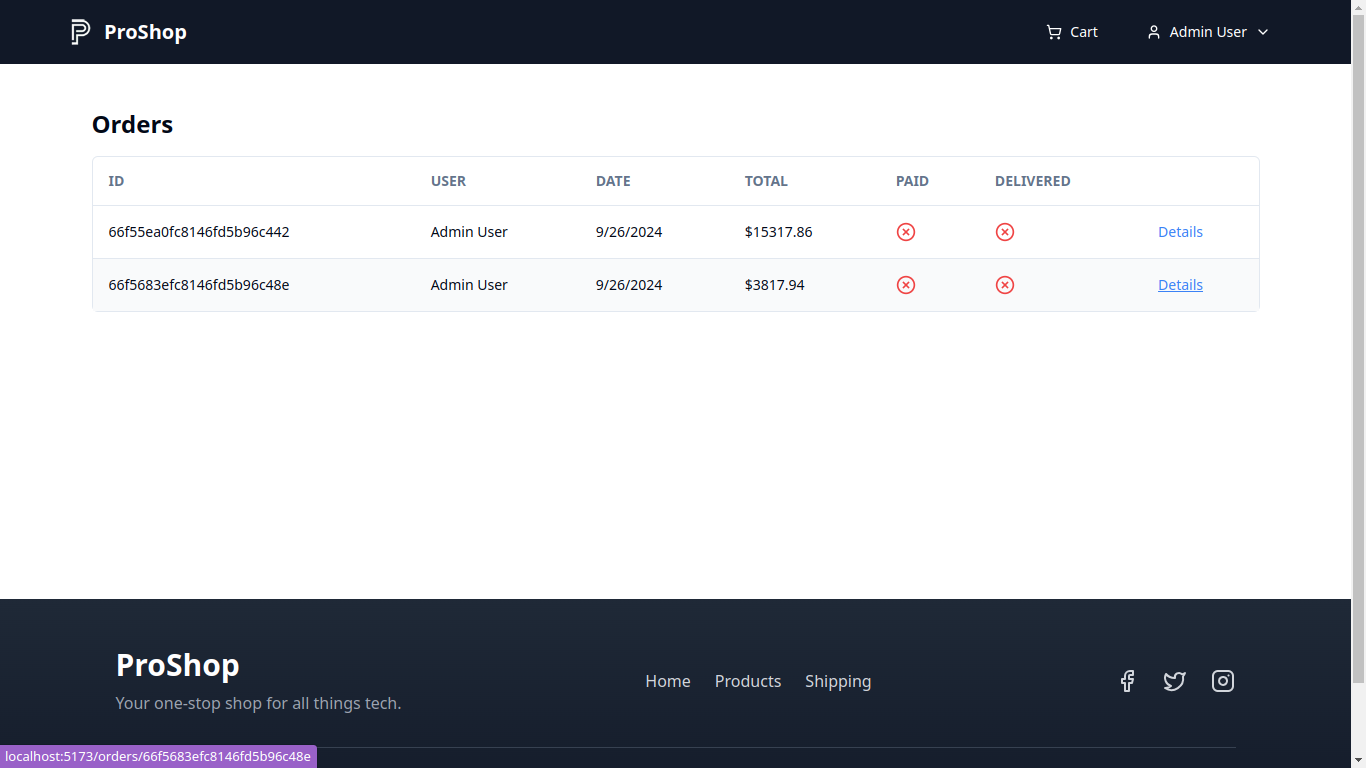 ProShop
Cart
Admin User
Orders
ID USER DATE TOTAL PAID DELIVERED
66f55ea0fc8146fd5b96c442 Admin User 9/26/2024 $15317.86 Details
66f5683efc8146fd5b96c48e Admin User 9/26/2024 $3817.94 Details
ProShop
Your one-stop shop for all things tech.
Home Products Shipping
localhost:5173/orders/66f5683efc8146fd5b96c48e